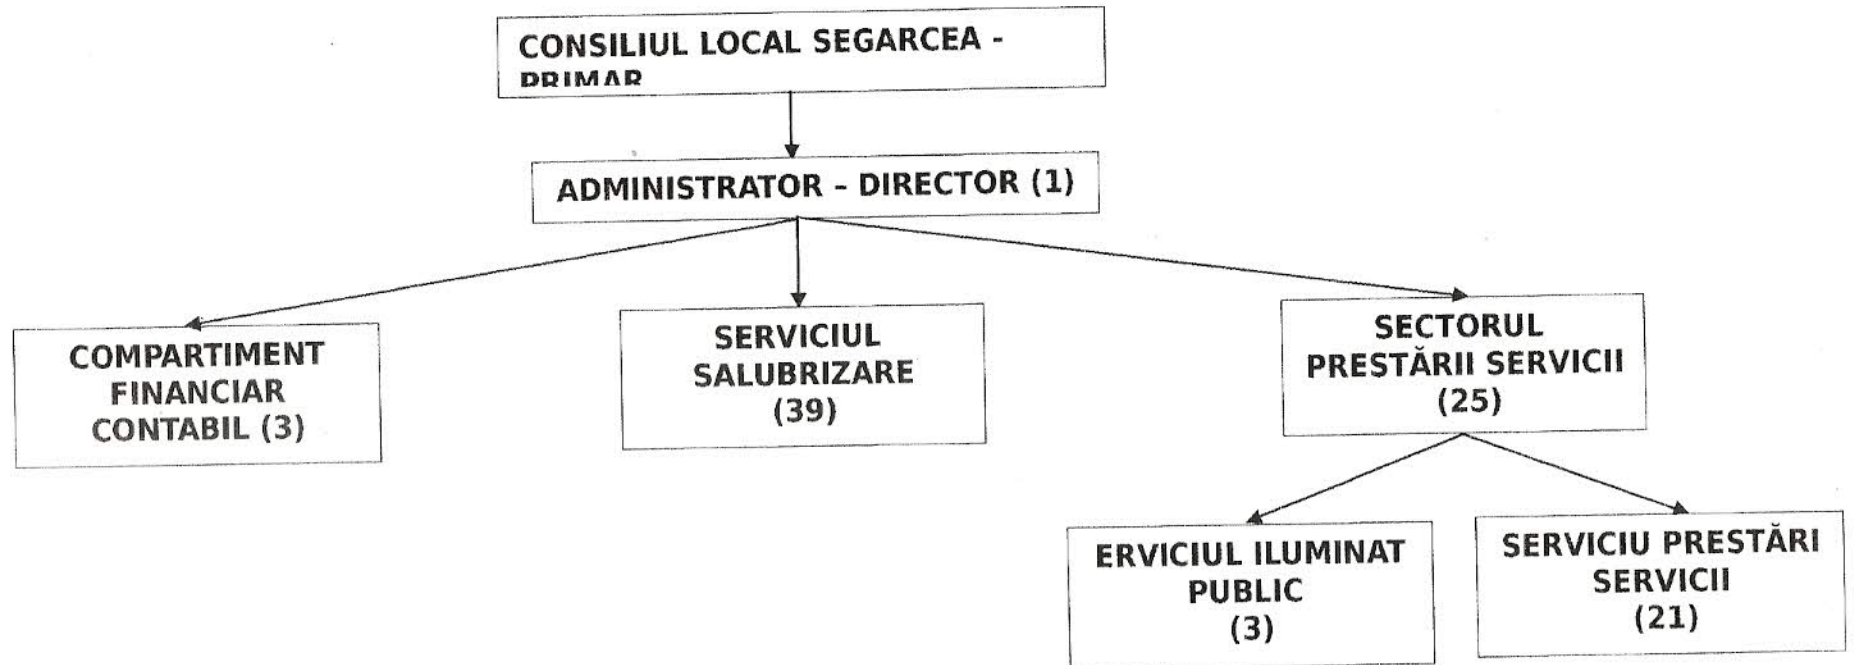 CONSILIUL LOCAL SEGARCEA -
PRIMAR
ADMINISTRATOR – DIRECTOR (1)
COMPARTIMENT
FINANCIAR
CONTABIL (3)
SERVICIUL
SALUBRIZARE
(39)
SECTORUL
PRESTĂRII SERVICII
(25)
ERVICIUL ILUMINAT
PUBLIC
(3)
SERVICIU PRESTĂRI
SERVICII
(21)